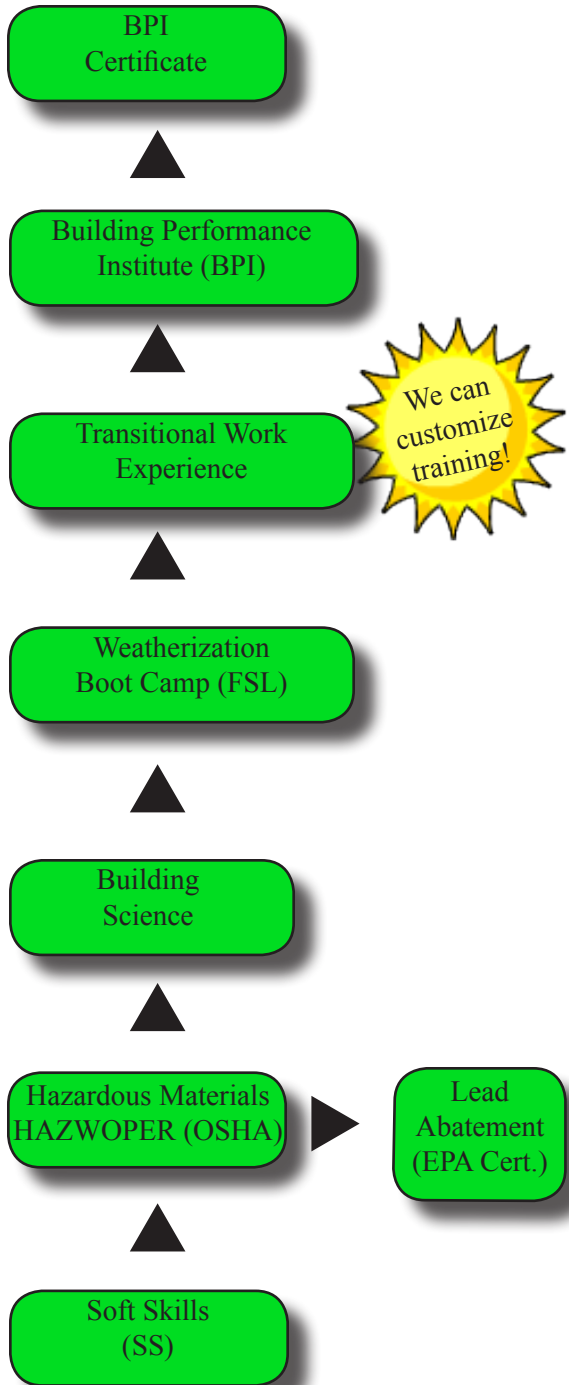 BPI
Certificate
Building Performance
Institute (BPI)
We can
customize
training!
Transitional Work
Experience
Weatherization
Boot Camp (FSL)
Building
Science
Hazardous Materials
HAZWOPER (OSHA)
Lead
Abatement
(EPA Cert.)
Soft Skills
(SS)